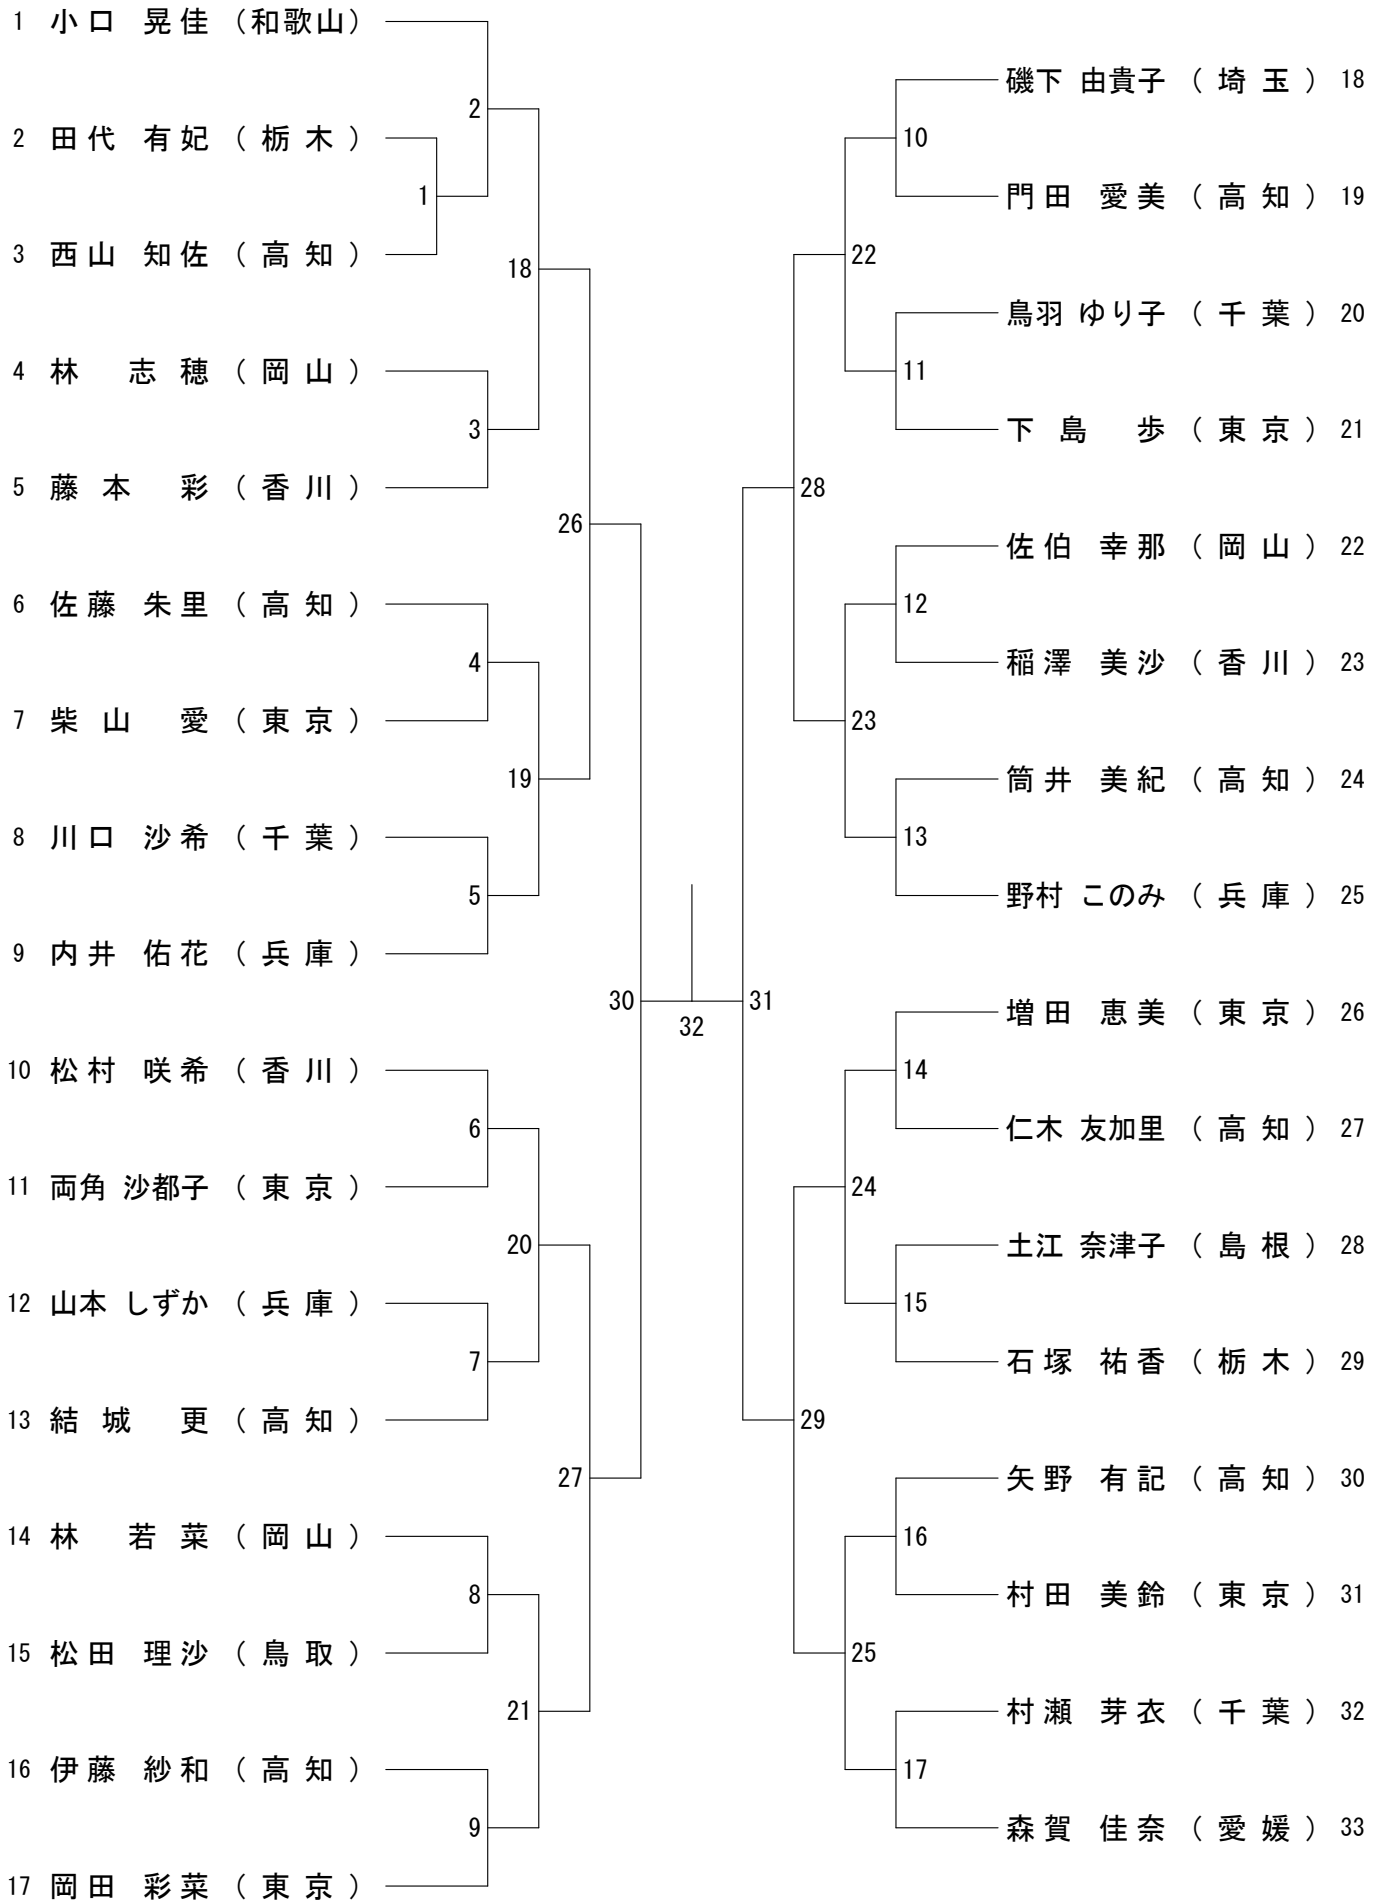 1 小口 晃佳 (和歌山)
2 田代 有妃 (栃木)
3 西山 知佐 (高知)
4 林 志穂 (岡山)
5 藤本 彩 (香川)
6 佐藤 朱里 (高知)
7 柴山 愛 (東京)
8 川口 沙希 (千葉)
9 内井 佑花 (兵庫)
10 松村 咲希 (香川)
11 両角 沙都子 (東京)
12 山本 しずか (兵庫)
13 結城 更 (高知)
14 林 若菜 (岡山)
15 松田 理沙 (鳥取)
16 伊藤 紗和 (高知)
17 岡田 彩菜 (東京)
1
2
3
4
5
6
7
8
9
18
19
20
21
26
27
30
32
31
28
29
22
23
24
25
10
11
12
13
14
15
16
17
磯下 由貴子 (埼玉) 18
門田 愛美 (高知) 19
鳥羽 ゆり子 (千葉) 20
下島 歩 (東京) 21
佐伯 幸那 (岡山) 22
稲澤 美沙 (香川) 23
筒井 美紀 (高知) 24
野村 このみ (兵庫) 25
増田 恵美 (東京) 26
仁木 友加里 (高知) 27
土江 奈津子 (島根) 28
石塚 祐香 (栃木) 29
矢野 有記 (高知) 30
村田 美鈴 (東京) 31
村瀬 芽衣 (千葉) 32
森賀 佳奈 (愛媛) 33